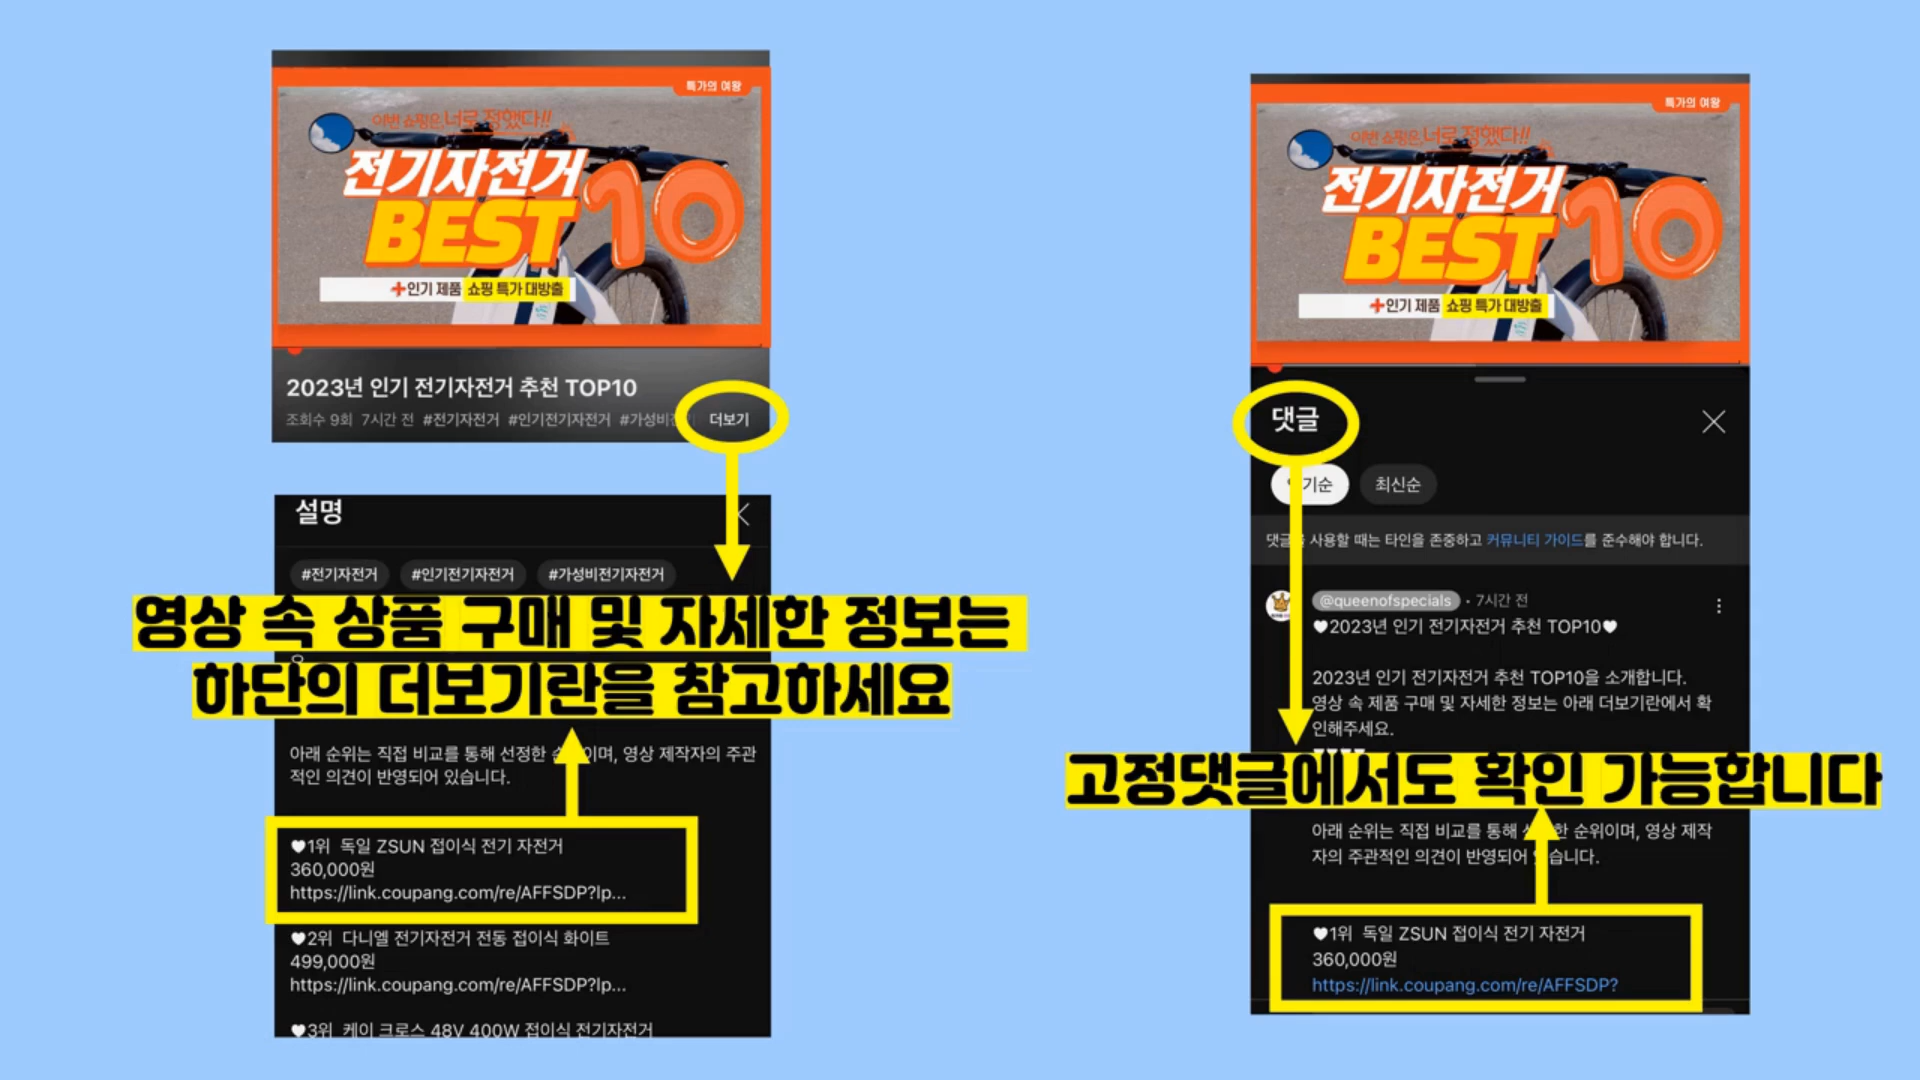 특가의 여왕
이번 쇼핑은, 너로 정했다!!
전기자전거
BEST 10
+인기 제품 쇼핑 특가 대방출
2023년 인기 전기자전거 추천 TOP10
조회수 9회 7시간 전 #전기자전거 #인기전기자전거 #가성비전 더보기
설명
#전기자전거 #인기전기자전거 #가성비전기자전거
영상 속 상품 구매 및 자세한 정보는
하단의 더보기란을 참고하세요
아래 순위는 직접 비교를 통해 선정한 이며, 영상 제작자의 주관
적인 의견이 반영되어 있습니다.
♥1위 독일 ZSUN 접이식 전기 자전거
360,000원
https://link.coupang.com/re/AFFSDP?lp...
♥2위 다니엘 전기자전거 전동 접이식 화이트
499,000원
https://link.coupang.com/re/AFFSDP?lp...
♥3위 케이 크로스 48V 400W 접이식 전기자전거
특가의 여왕
이번 쇼핑은, 너로 정했다!!
전기자전거
BEST 10
+인기 제품 쇼핑 특가 대방출
댓글
기순 최신순
댓글 사용할 때는 타인을 존중하고 커뮤니티 가이드를 준수해야 합니다.
@queenofspecials · 7시간 전
♥2023년 인기 전기자전거 추천 TOP10♥
2023년 인기 전기자전거 추천 TOP10을 소개합니다.
영상 속 제품 구매 및 자세한 정보는 아래 더보기란에서 확
인해주세요.
고정댓글에서도 확인 가능합니다
아래 순위는 직접 비교를 통해 한 순위이며, 영상 제작
자의 주관적인 의견이 반영되어 습니다.
♥1위 독일 ZSUN 접이식 전기 자전거
360,000원
https://link.coupang.com/re/AFFSDP?